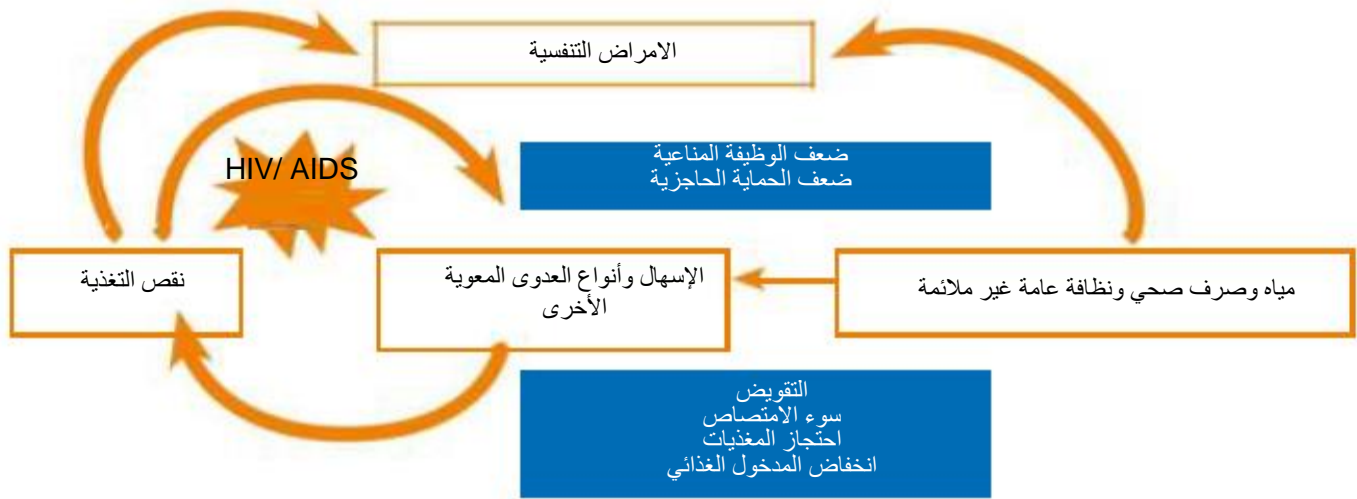 الامراض التنفسية
ضعف الوظيفة المناعية
ضعف الحماية الحاجزية
HIV/ AIDS
مياه وصرف صحي ونظافة عامة غير ملائمة
الإسهال وأنواع العدوى المعوية
الأخرى
نقص التغذية
التقويض
سوء الامتصاص
احتجاز المغذيات
انخفاض المدخول الغذائي